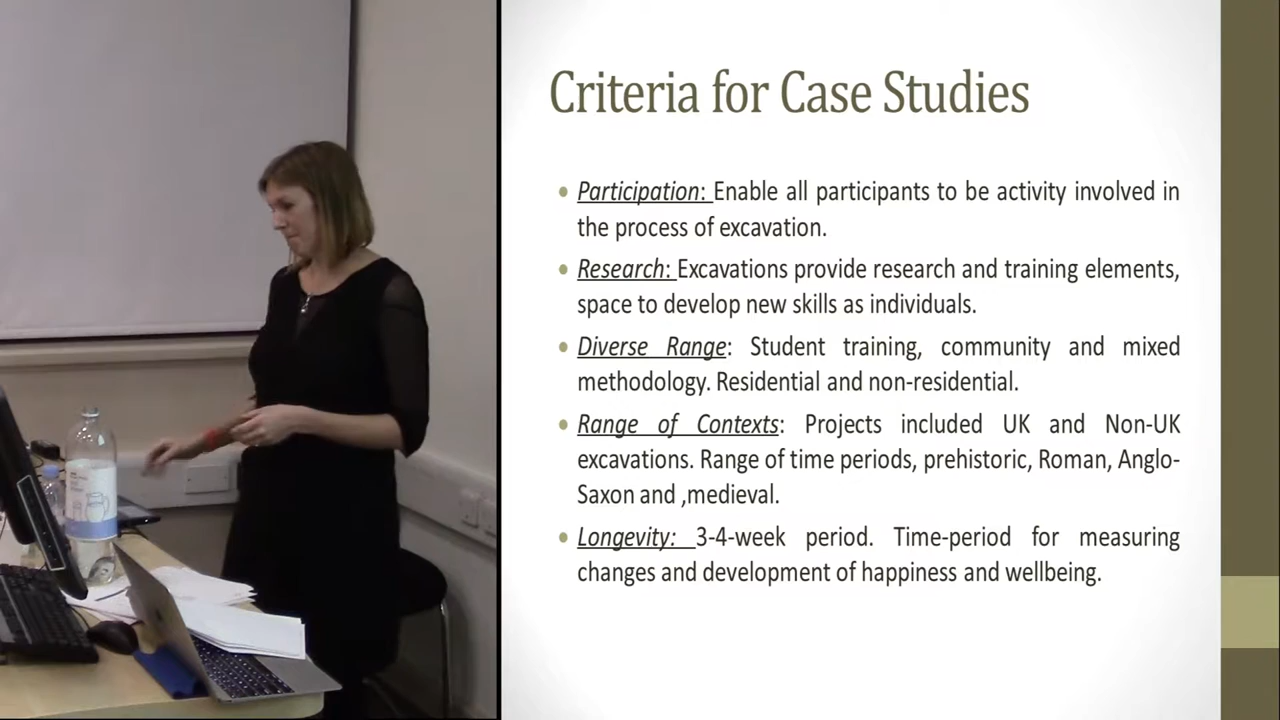 Criteria for Case Studies
• Participation: Enable all participants to be activity involved in
the process of excavation.
• Research: Excavations provide research and training elements,
space to develop new skills as individuals.
• Diverse Range: Student training, community and mixed
methodology. Residential and non-residential.
• Range of Contexts: Projects included UK and Non-UK
excavations. Range of time periods, prehistoric, Roman, Anglo-
Saxon and ,medieval.
• Longevity: 3-4-week period. Time-period for measuring
changes and development of happiness and wellbeing.